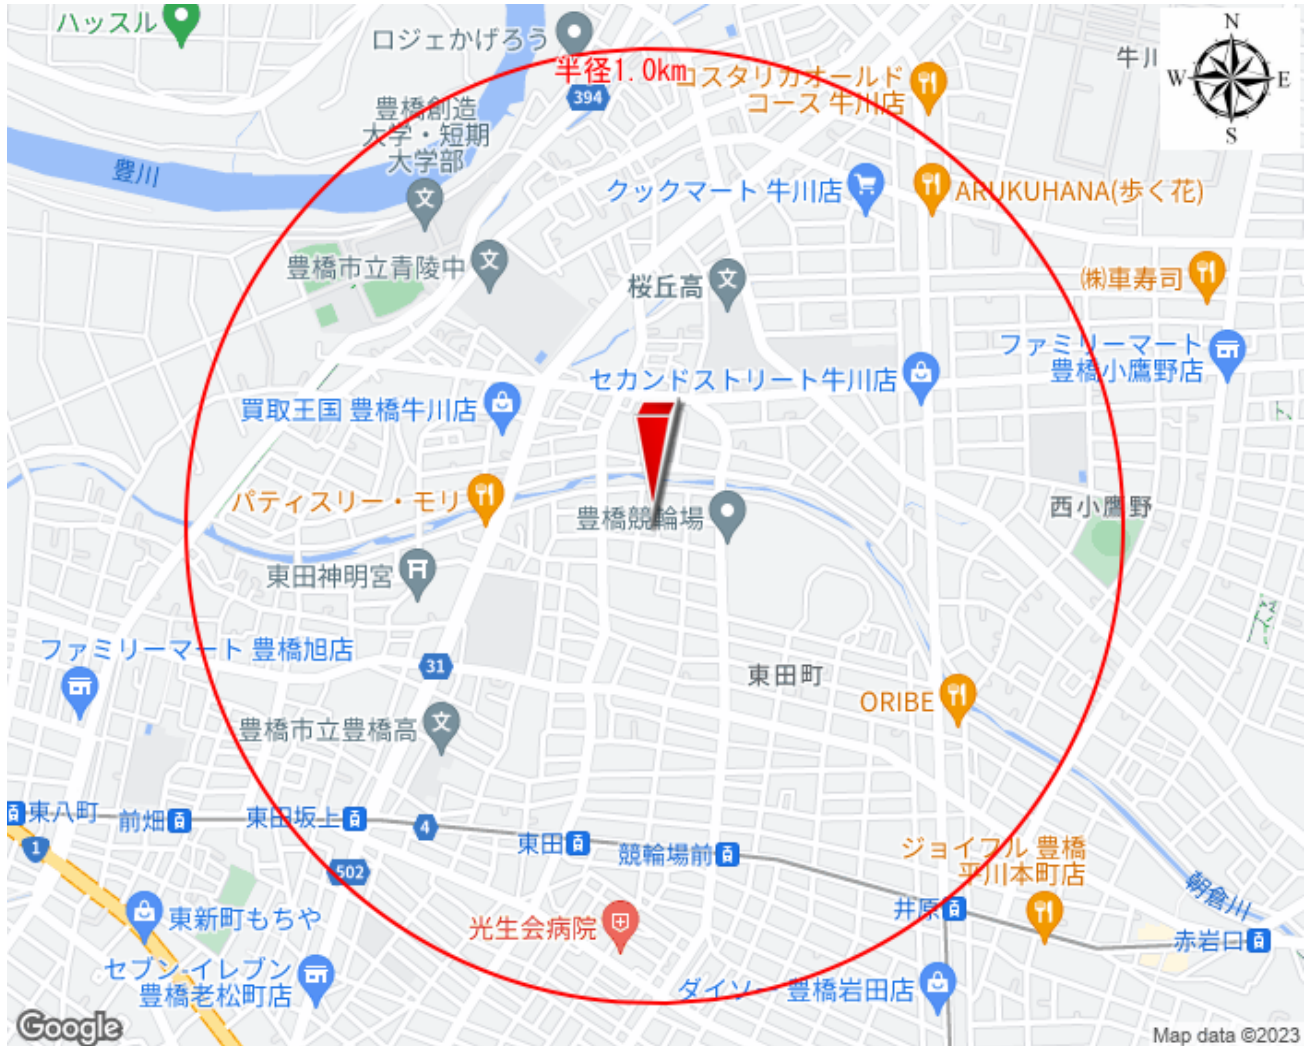 ハッスル
ロジェかげろう
半径1.0km
コスタリカオールド
コース 牛川店
N
W
E
S
394
豊橋創造
大学・短期
大学部
豊川
文
クックマート 牛川店
ARUKUHANA(歩く花)
豊橋市立青陵中
文
桜丘高
文
㈱車寿司
ファミリーマート
豊橋小鷹野店
セカンドストリート牛川店
買取王国 豊橋牛川店
パティスリー・モリ
豊橋競輪場
西小鷹野
東田神明宮
ファミリーマート 豊橋旭店
31
東田町
ORIBE
豊橋市立豊橋高
文
東八町
前畑
東田坂上
4
東田
競輪場前
ジョイフル 豊橋
平川本町店
1
502
朝倉川
東新町もちや
光生会病院
井原
赤岩口
セブン-イレブン
豊橋老松町店
ダイソー 豊橋岩田店
Google
Map data ©2023